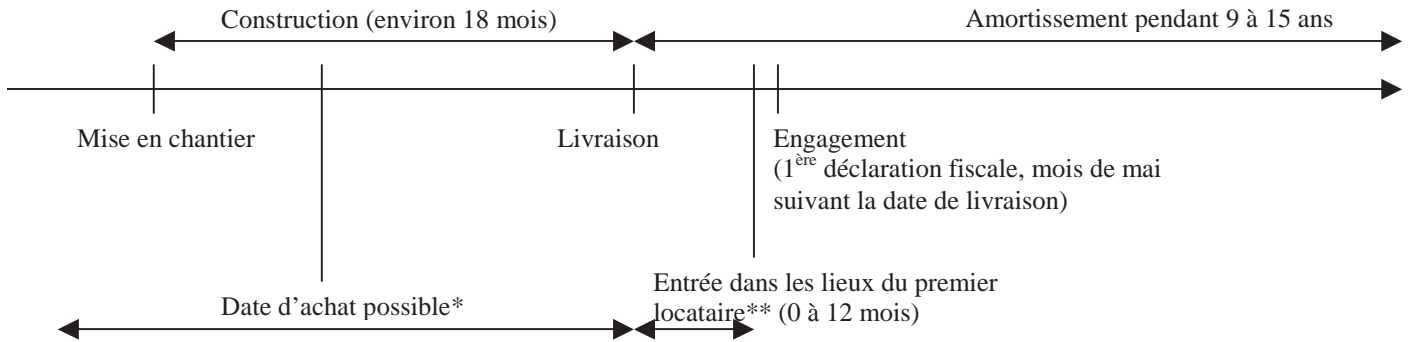 Construction (environ 18 mois)
Amortissement pendant 9 à 15 ans
Mise en chantier
Livraison
Engagement
(1ère déclaration fiscale, mois de mai
suivant la date de livraison)
Date d’achat possible*
Entrée dans les lieux du premier
locataire** (0 à 12 mois)